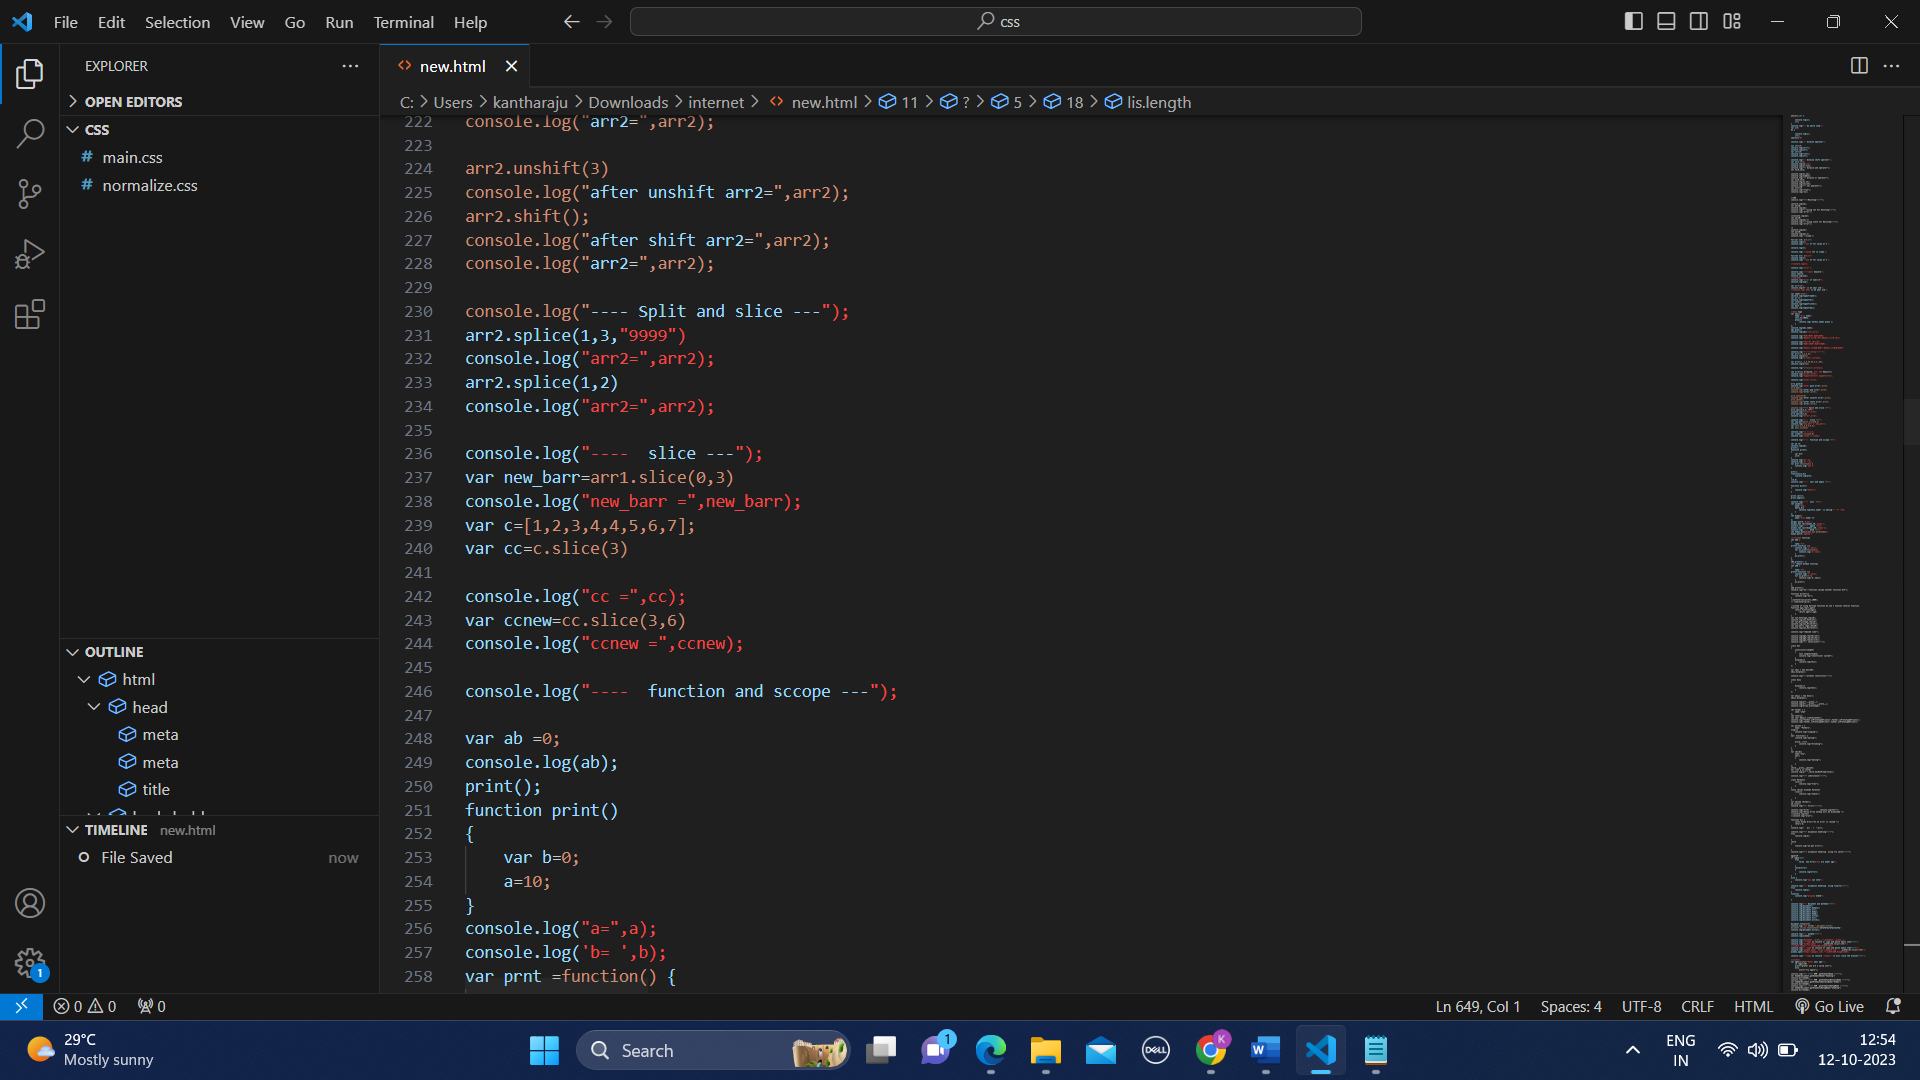 File Edit Selection View Go Run Terminal Help
css
EXPLORER
OPEN EDITORS
CSS
# main.css
# normalize.css
OUTLINE
html
head
meta
meta
title
TIMELINE new.html
File Saved now
1
new.html
C: > Users > kantharaju > Downloads > internet > new.html > 11 > ? > 5 > 18 > lis.length
222 console.log("arr2=",arr2);
223
224 arr2.unshift(3)
225 console.log("after unshift arr2=",arr2);
226 arr2.shift();
227 console.log("after shift arr2=",arr2);
228 console.log("arr2=",arr2);
229
230 console.log("---- Split and slice ---");
231 arr2.splice(1,3,"9999")
232 console.log("arr2=",arr2);
233 arr2.splice(1,2)
234 console.log("arr2=",arr2);
235
236 console.log("----  slice ---");
237 var new_barr=arr1.slice(0,3)
238 console.log("new_barr =",new_barr);
239 var c=[1,2,3,4,4,5,6,7];
240 var cc=c.slice(3)
241
242 console.log("cc =",cc);
243 var ccnew=cc.slice(3,6)
244 console.log("ccnew =",ccnew);
245
246 console.log("----  function and sccope ---");
247
248 var ab =0;
249 console.log(ab);
250 print();
251 function print()
252 {
253     var b=0;
254     a=10;
255 }
256 console.log("a=",a);
257 console.log('b= ',b);
258 var prnt =function() {
0 0 0 Ln 649, Col 1 Spaces: 4 UTF-8 CRLF HTML Go Live
29°C
Mostly sunny
Search
1
DELL
K
W
ENG
IN
12:54
12-10-2023